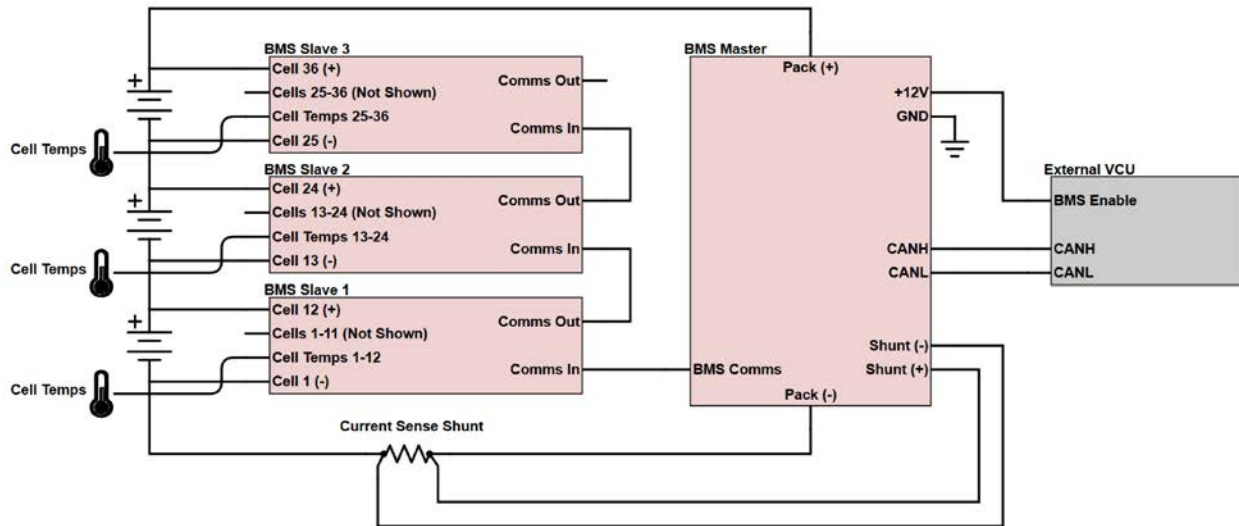 BMS Slave 3
Cell 36 (+)
Cells 25-36 (Not Shown)
Cell Temps 25-36
Cell 25 (-)
Comms Out
Comms In
Cell Temps
BMS Slave 2
Cell 24 (+)
Cells 13-24 (Not Shown)
Cell Temps 13-24
Cell 13 (-)
Comms Out
Comms In
Cell Temps
BMS Slave 1
Cell 12 (+)
Cells 1-11 (Not Shown)
Cell Temps 1-12
Cell 1 (-)
Comms Out
Comms In
Cell Temps
Current Sense Shunt
BMS Master
Pack (+)
+12V
GND
CANH
CANL
Shunt (-)
Shunt (+)
BMS Comms
Pack (-)
External VCU
BMS Enable
CANH
CANL
+
+
+